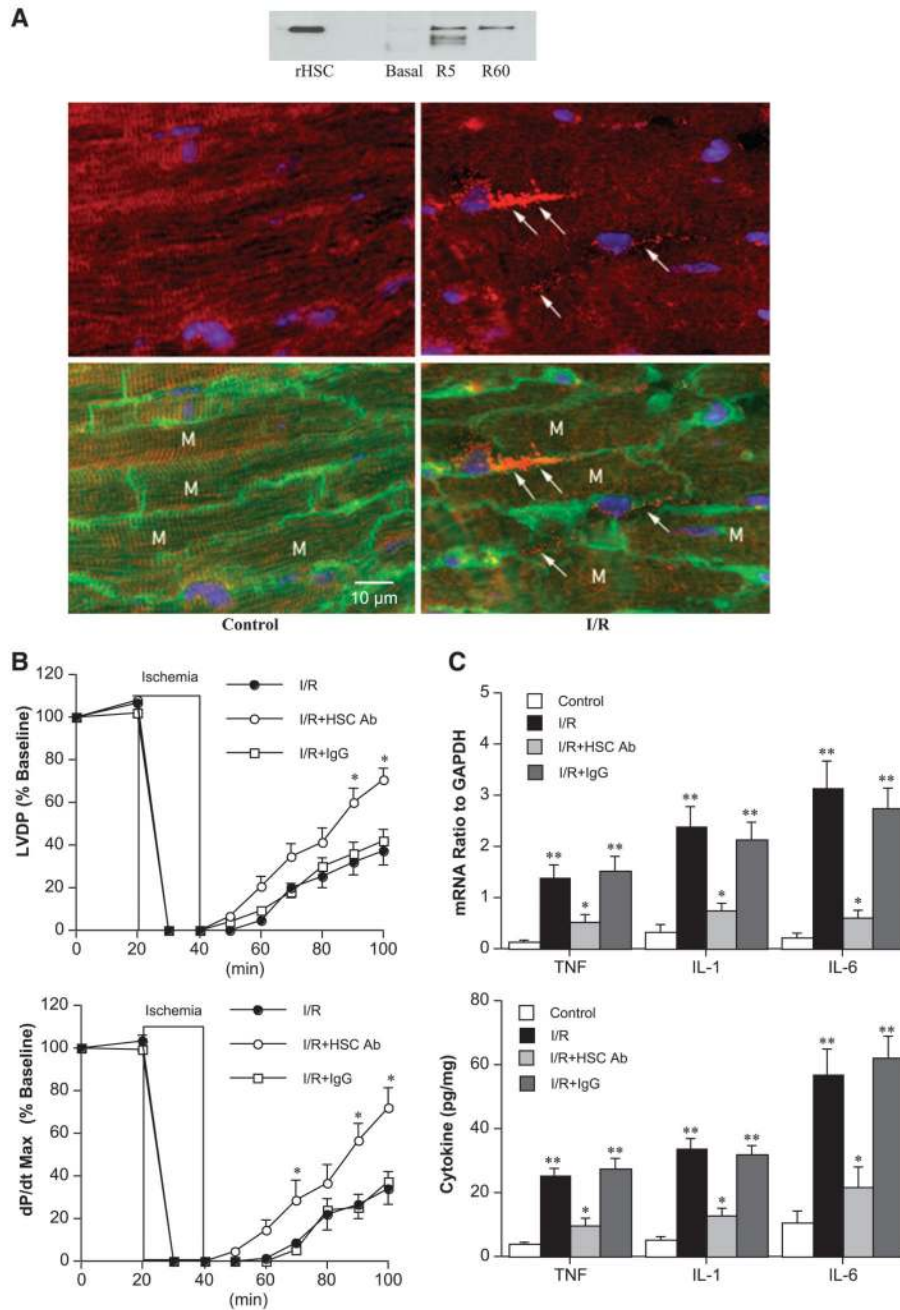 A
rHSC Basal R5 R60
M
M
M
M
10 µm
M
M
M
M
Control I/R
B
120
100
80
60
40
20
0
LVDP (% Baseline)
Ischemia
I/R
I/R+HSC Ab
I/R+IgG
* *
0 20 40 60 80 100
(min)
120
100
80
60
40
20
0
dP/dt Max (% Baseline)
Ischemia
I/R
I/R+HSC Ab
I/R+IgG
* * *
0 20 40 60 80 100
(min)
C
5
4
3
2
1
0
mRNA Ratio to GAPDH
Control
I/R
I/R+HSC Ab
I/R+IgG
** * ** ** * ** ** * **
TNF IL-1 IL-6
80
60
40
20
0
Cytokine (pg/mg)
Control
I/R
I/R+HSC Ab
I/R+IgG
** * ** ** * ** ** * **
TNF IL-1 IL-6